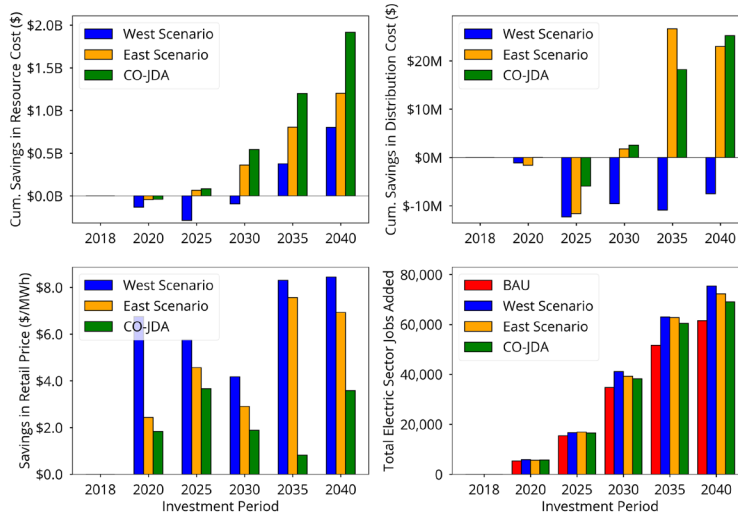 Cum. Savings in Resource Cost ($)
$2.0B
$1.5B
$1.0B
$0.5B
$0.0B
West Scenario
East Scenario
CO-JDA
2018 2020 2025 2030 2035 2040
Cum. Savings in Distribution Cost ($)
$20M
$10M
$0M
$-10M
West Scenario
East Scenario
CO-JDA
2018 2020 2025 2030 2035 2040
Savings in Retail Price ($/MWh)
$8.0
$6.0
$4.0
$2.0
$0.0
West Scenario
East Scenario
CO-JDA
2018 2020 2025 2030 2035 2040
Investment Period
Total Electric Sector Jobs Added
80,000
60,000
40,000
20,000
0
BAU
West Scenario
East Scenario
CO-JDA
2018 2020 2025 2030 2035 2040
Investment Period